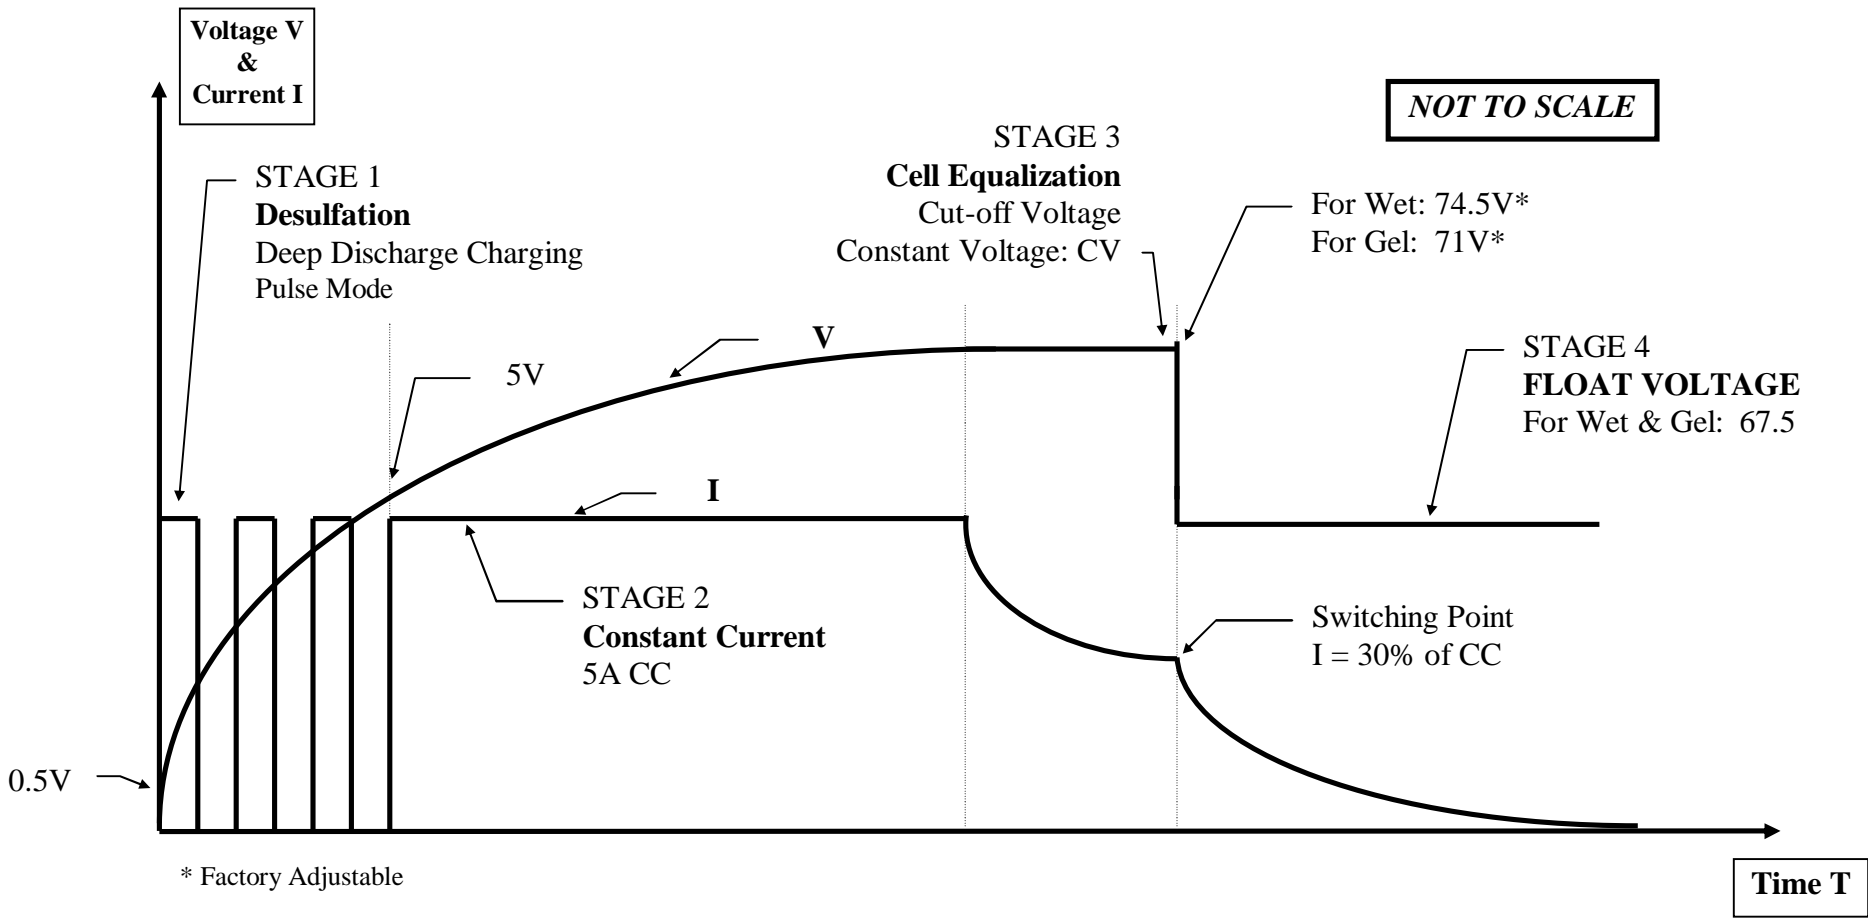 Voltage V
&
Current I
NOT TO SCALE
STAGE 1
Desulfation
Deep Discharge Charging
Pulse Mode
STAGE 3
Cell Equalization
Cut-off Voltage
Constant Voltage: CV
For Wet: 74.5V*
For Gel: 71V*
V
5V
STAGE 4
FLOAT VOLTAGE
For Wet & Gel: 67.5
I
STAGE 2
Constant Current
5A CC
Switching Point
I = 30% of CC
0.5V
* Factory Adjustable
Time T